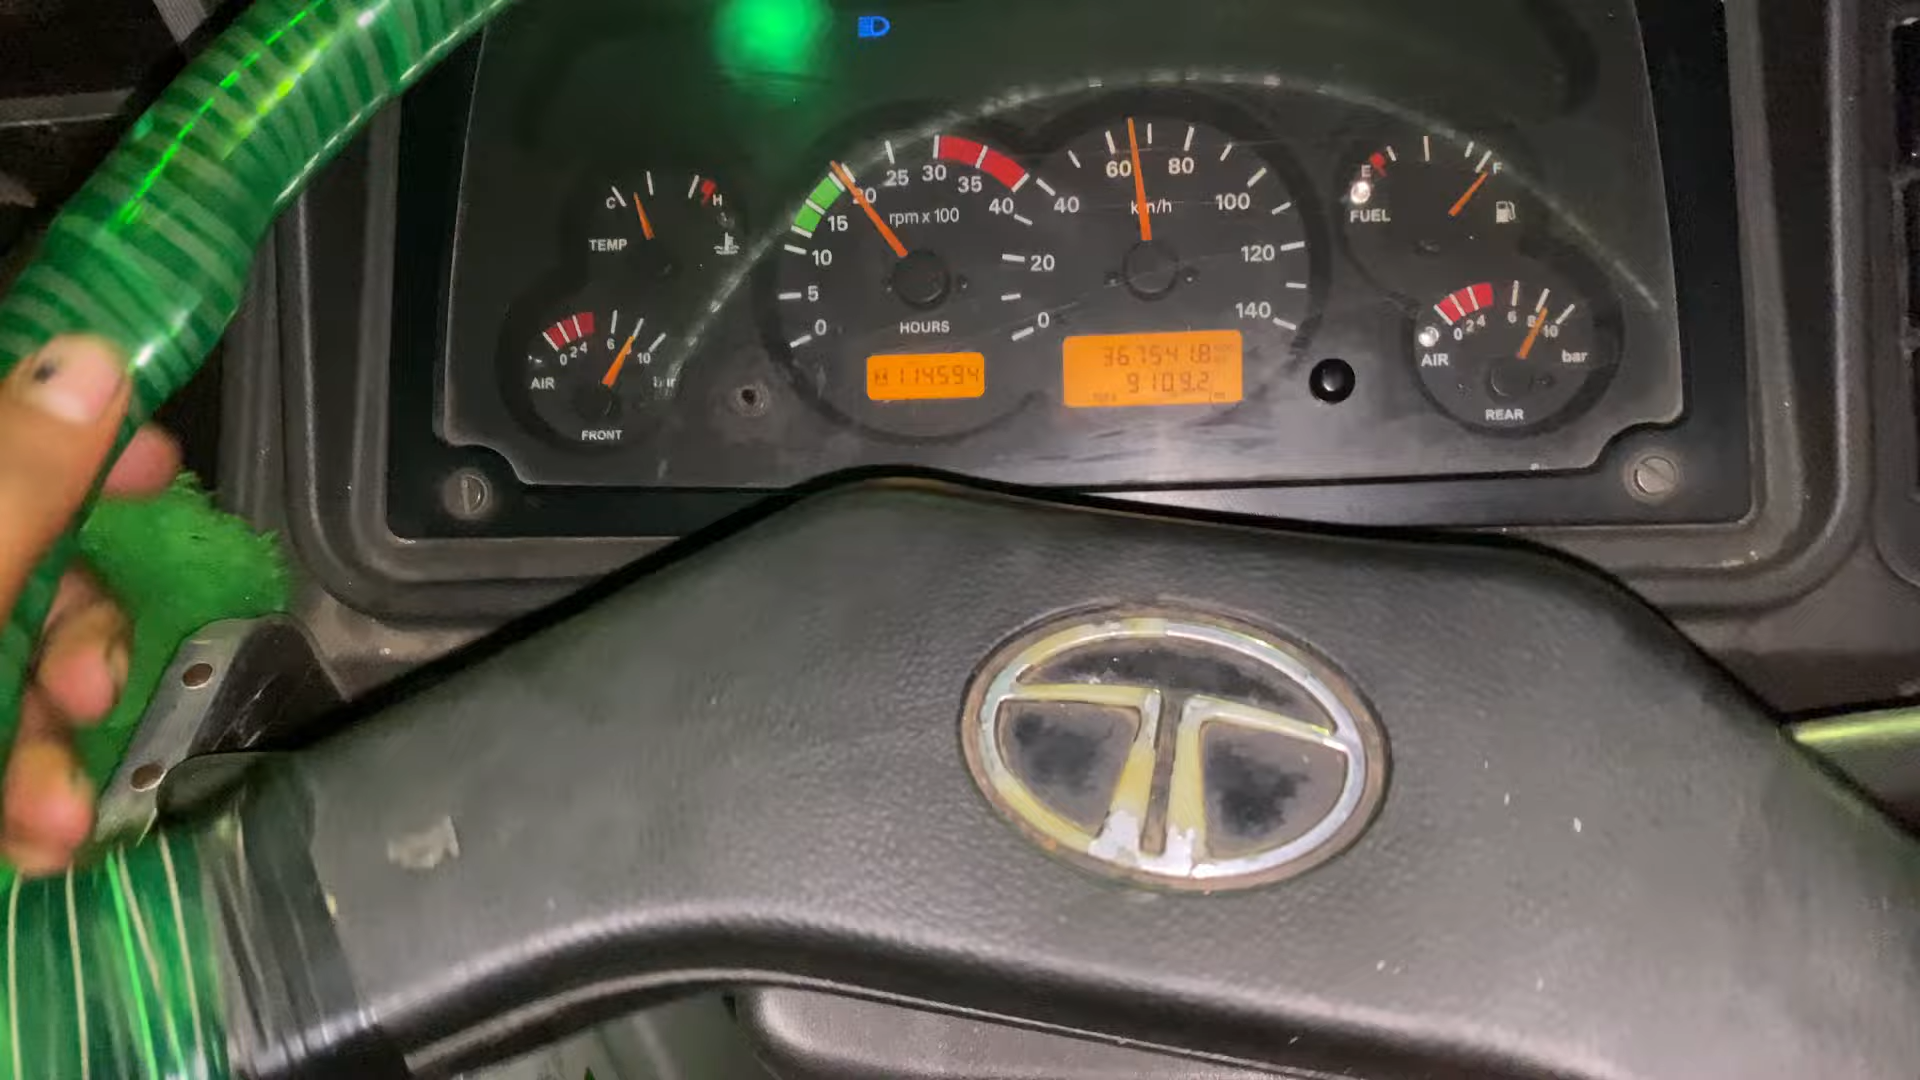 C
H
TEMP
0 2 4 6 8 10
AIR
bar
FRONT
0 5 10 15 20 25 30 35 40
rpm x 100
HOURS
114594
0 20 40 60 80 100 120 140
km/h
367541.8
9109.2
E
F
FUEL
0 2 4 6 8 10
AIR
bar
REAR